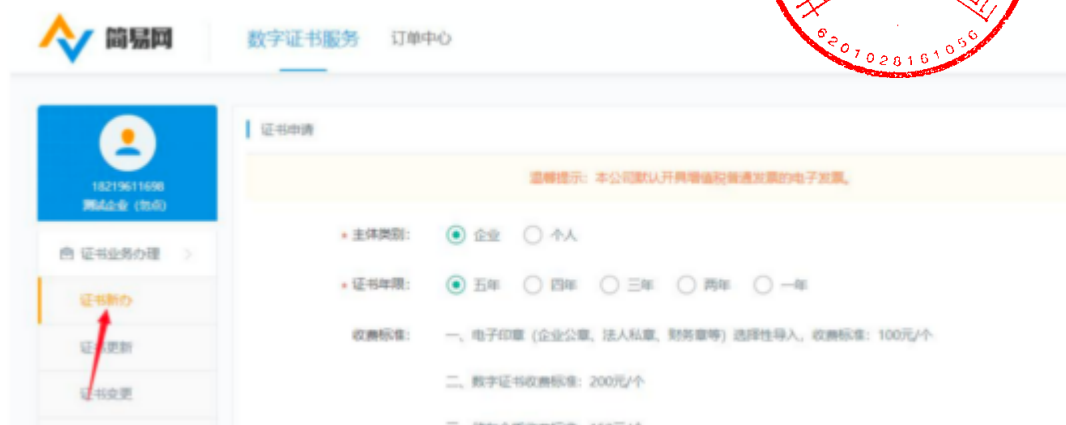 简易网
数字证书服务
订单中心
6201028161056
证书申请
温馨提示：本公司默认开具增值税普通发票的电子发票。
18219611698
测试企业（勿点）
证书业务办理
证书新办
证书更新
证书变更
* 主体类别： 企业 个人
* 证书年限： 五年 四年 三年 两年 一年
收费标准： 一、电子印章（企业公章、法人私章、财务章等）选择性导入，收费标准：100元/个
二、数字证书收费标准：200元/个